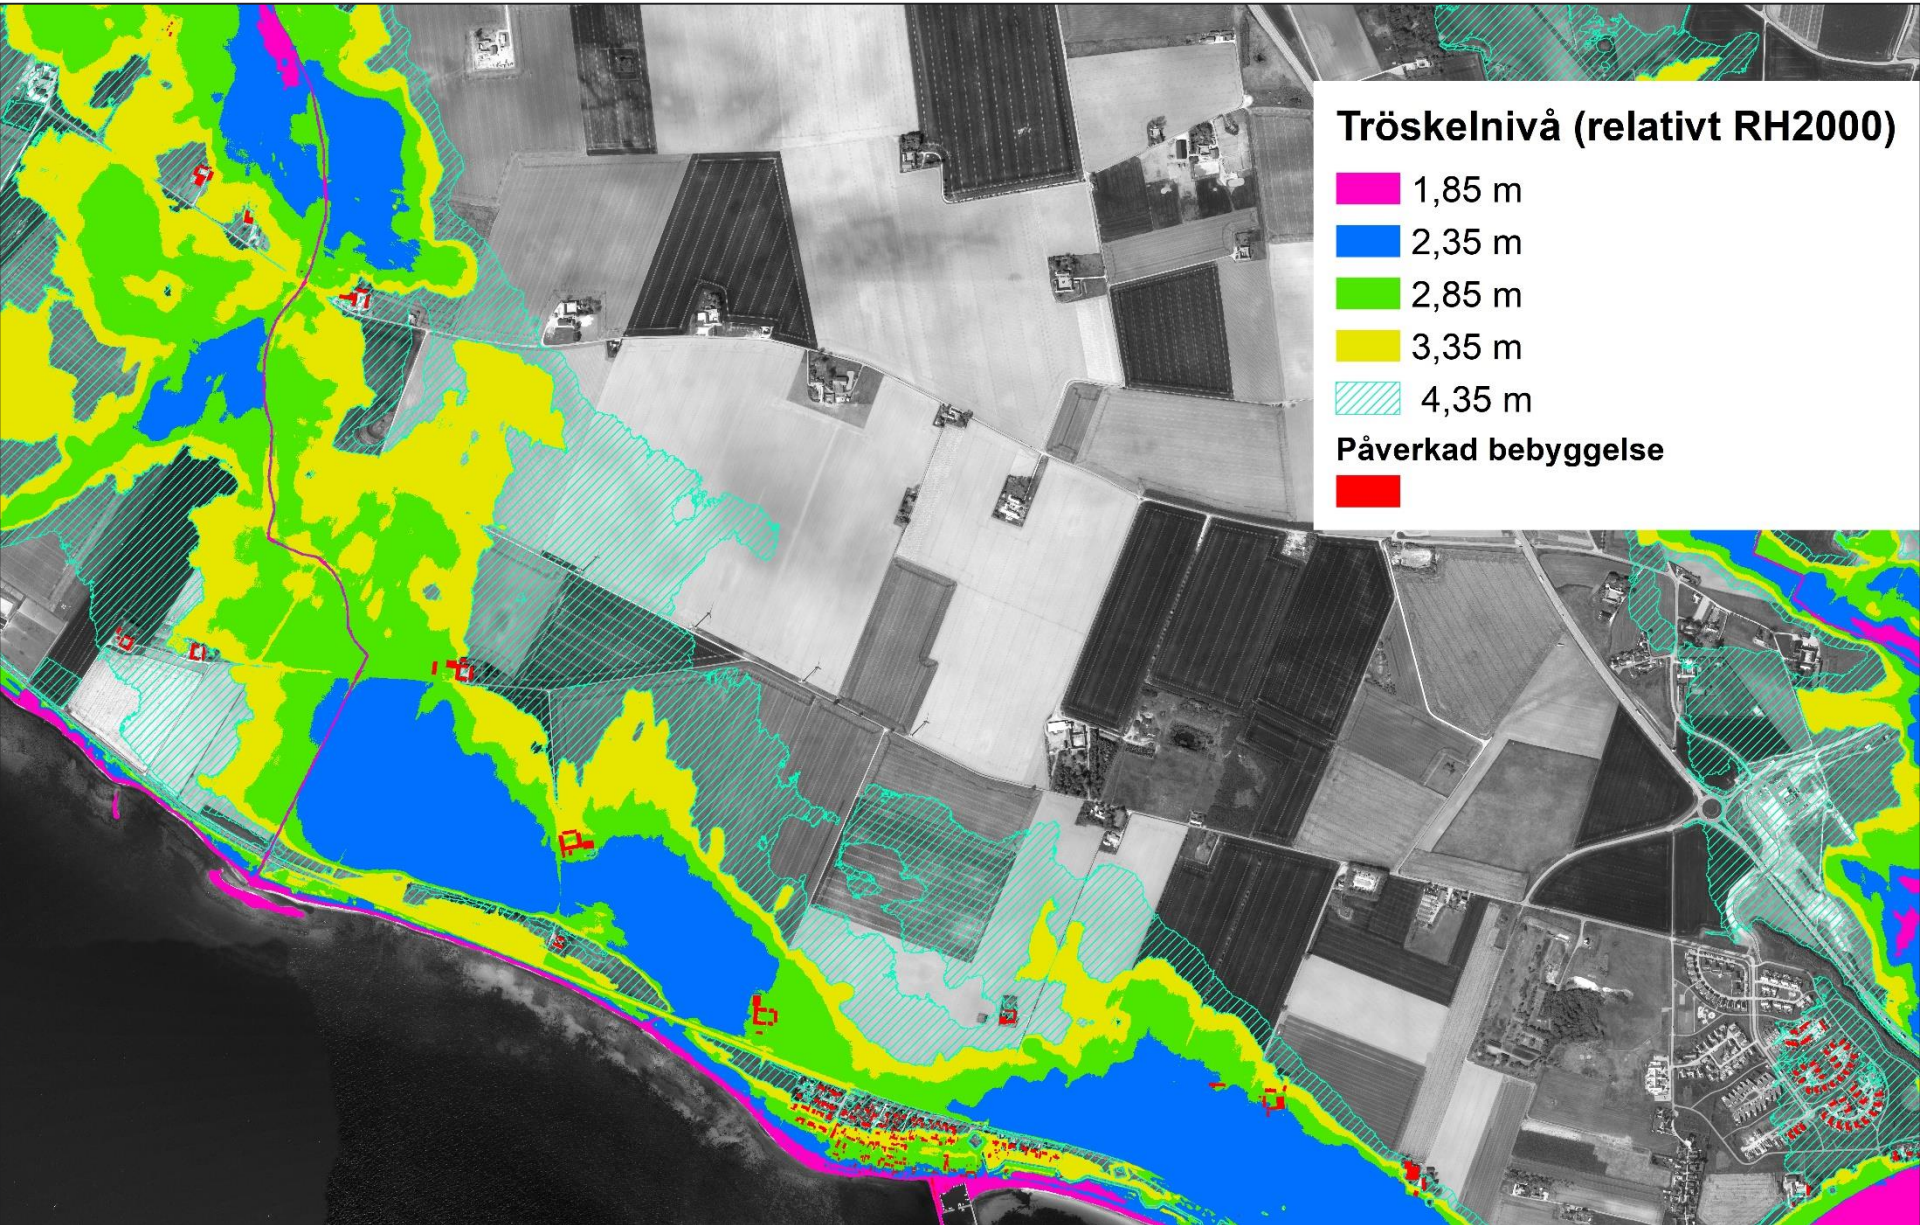 Tröskelnivå (relativt RH2000)
1,85 m
2,35 m
2,85 m
3,35 m
4,35 m
Påverkad bebyggelse